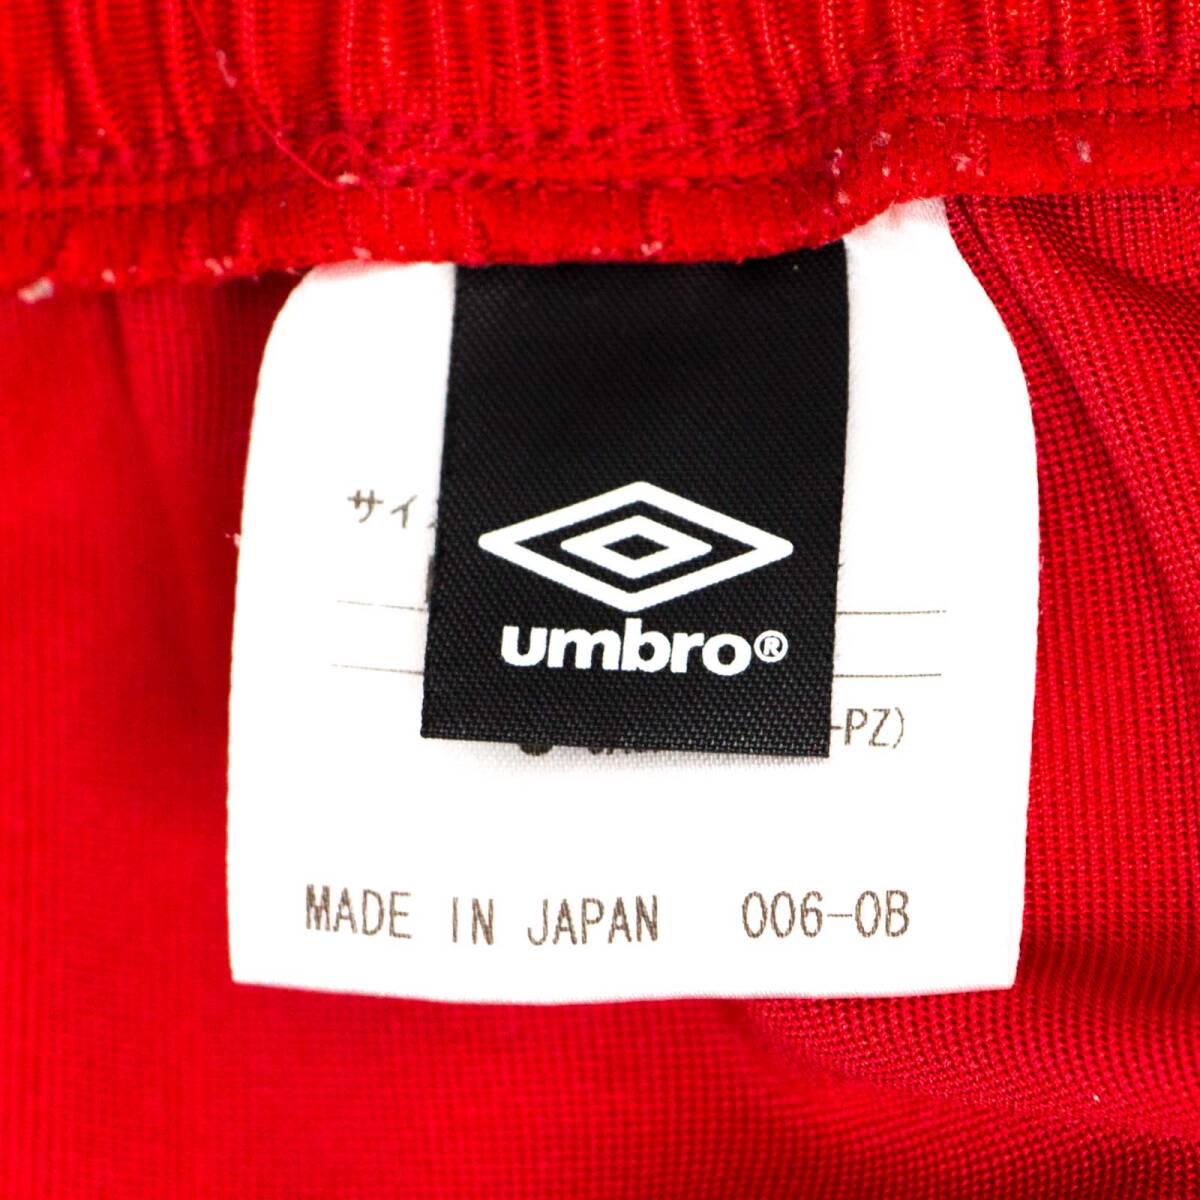 サイ
umbro®
-PZ)
MADE IN JAPAN 006-0B